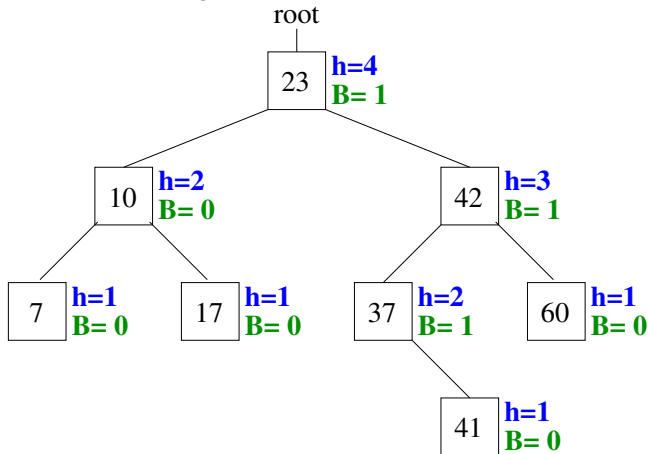 root
23
h=4
B= 1
10
h=2
B= 0
42
h=3
B= 1
7
h=1
B= 0
17
h=1
B= 0
37
h=2
B= 1
60
h=1
B= 0
41
h=1
B= 0